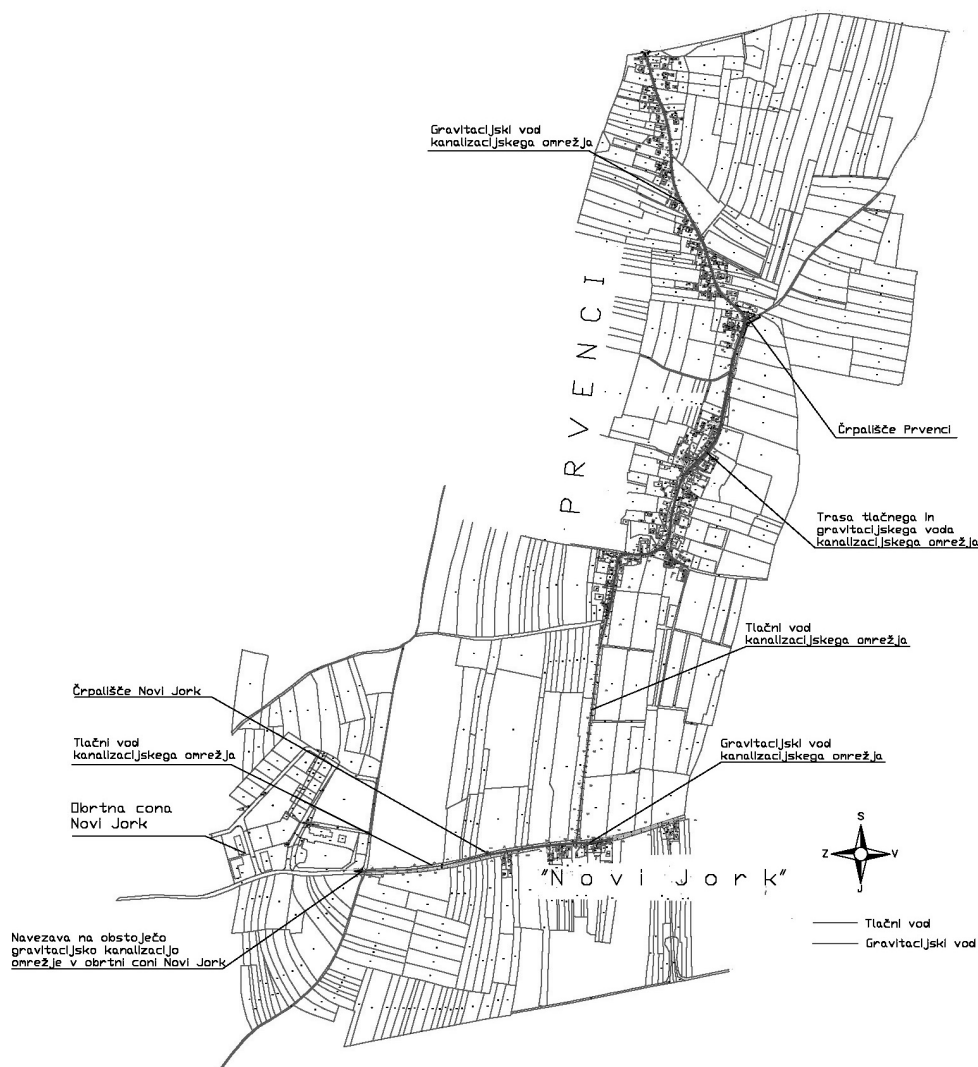 Gravitacijski vod
kanalizacijskega omrežja
PRVENCI
Črpališče Prvenci
Trasa tlačnega in
gravitacijskega voda
kanalizacijskega omrežja
Tlačni vod
kanalizacijskega omrežja
Črpališče Novi Jork
Tlačni vod
kanalizacijskega omrežja
Gravitacijski vod
kanalizacijskega omrežja
Obrtna cona
Novi Jork
S
Z
V
J
"Novi Jork"
Tlačni vod
Gravitacijski vod
Navezava na obstoječo
gravitacijsko kanalizacijo
omrežje v obrtni coni Novi Jork